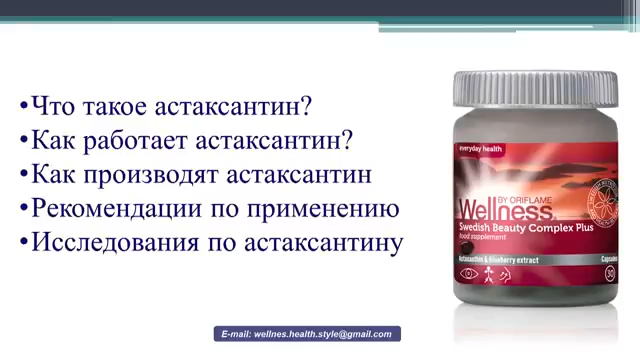 •Что такое астаксантин?
•Как работает астаксантин?
•Как производят астаксантин
•Рекомендации по применению
•Исследования по астаксантину
everyday health
BY ORIFLAME
Wellness
Swedish Beauty Complex Plus
food supplement
Astaxanthin & Blueberry extract
Capsules
30
E-mail: wellnes.health.style@gmail.com